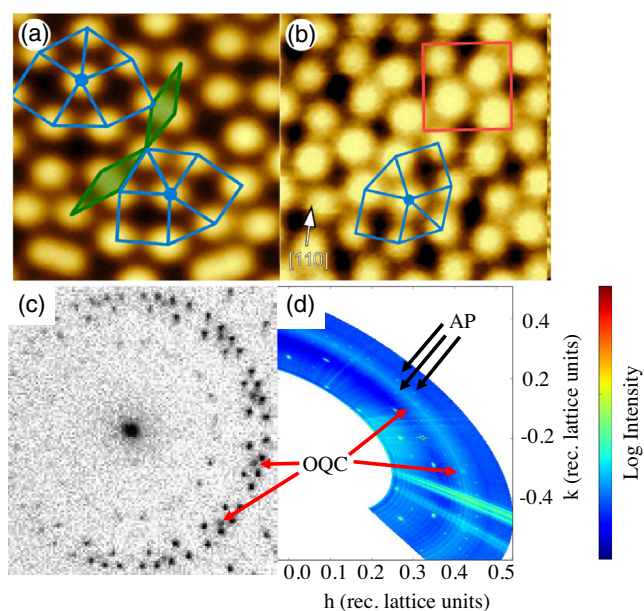 (a)
(b)
[110]
(c)
OQC
(d)
AP
0.4
0.2
-0.2
-0.4
k (rec. lattice units)
Log Intensity
0.0 0.1 0.2 0.3 0.4 0.5
h (rec. lattice units)